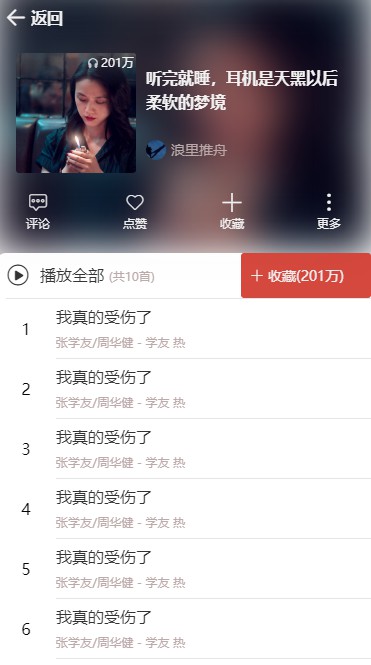 返回
201万
听完就睡，耳机是天黑以后
柔软的梦境
浪里推舟
评论
点赞
收藏
更多
播放全部 (共10首)
收藏(201万)
1
我真的受伤了
张学友/周华健 - 学友 热
2
我真的受伤了
张学友/周华健 - 学友 热
3
我真的受伤了
张学友/周华健 - 学友 热
4
我真的受伤了
张学友/周华健 - 学友 热
5
我真的受伤了
张学友/周华健 - 学友 热
6
我真的受伤了
张学友/周华健 - 学友 热